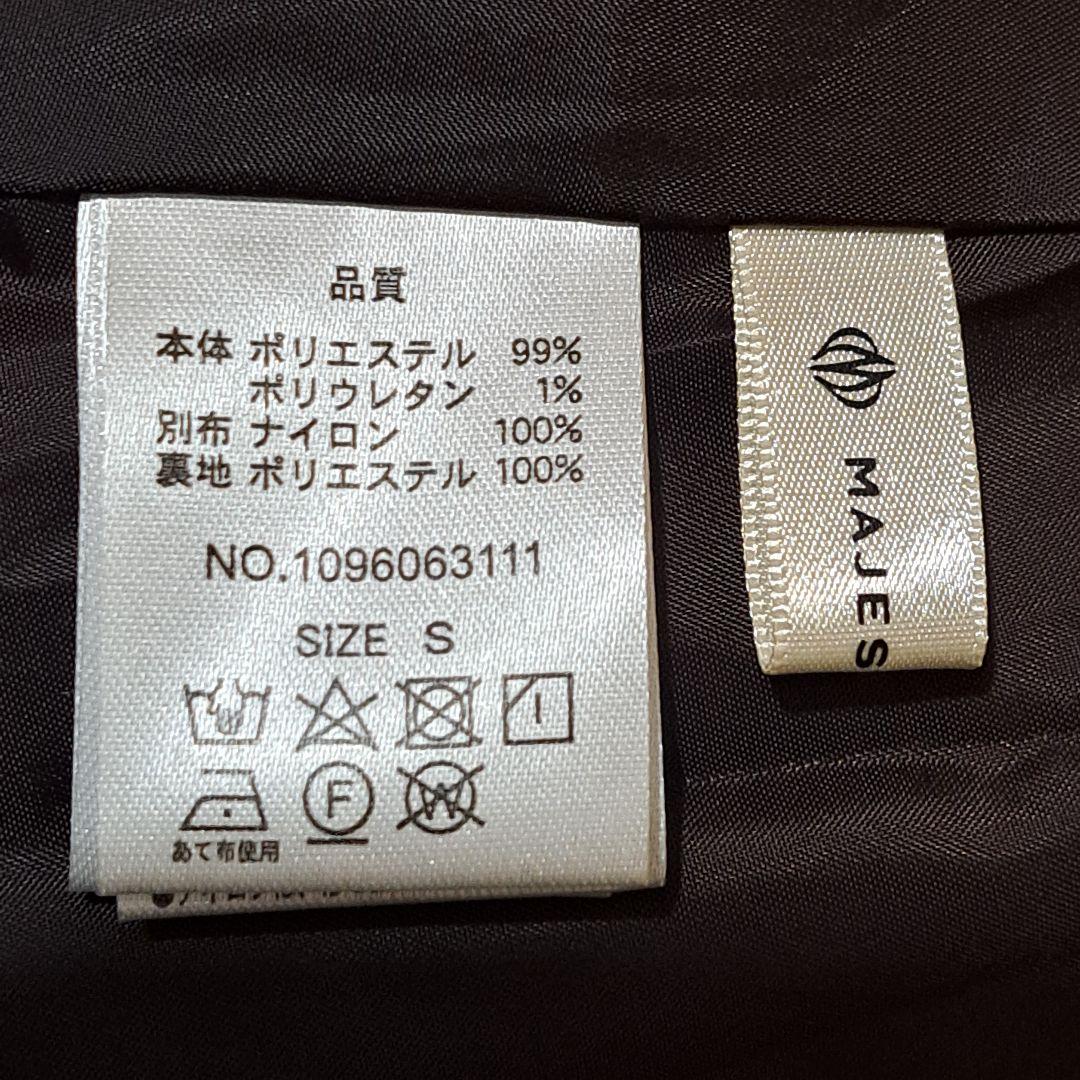 品質
本体 ポリエステル 99%
ポリウレタン 1%
別布 ナイロン 100%
裏地 ポリエステル 100%
NO.1096063111
SIZE S
F
W
あて布使用
MAJES